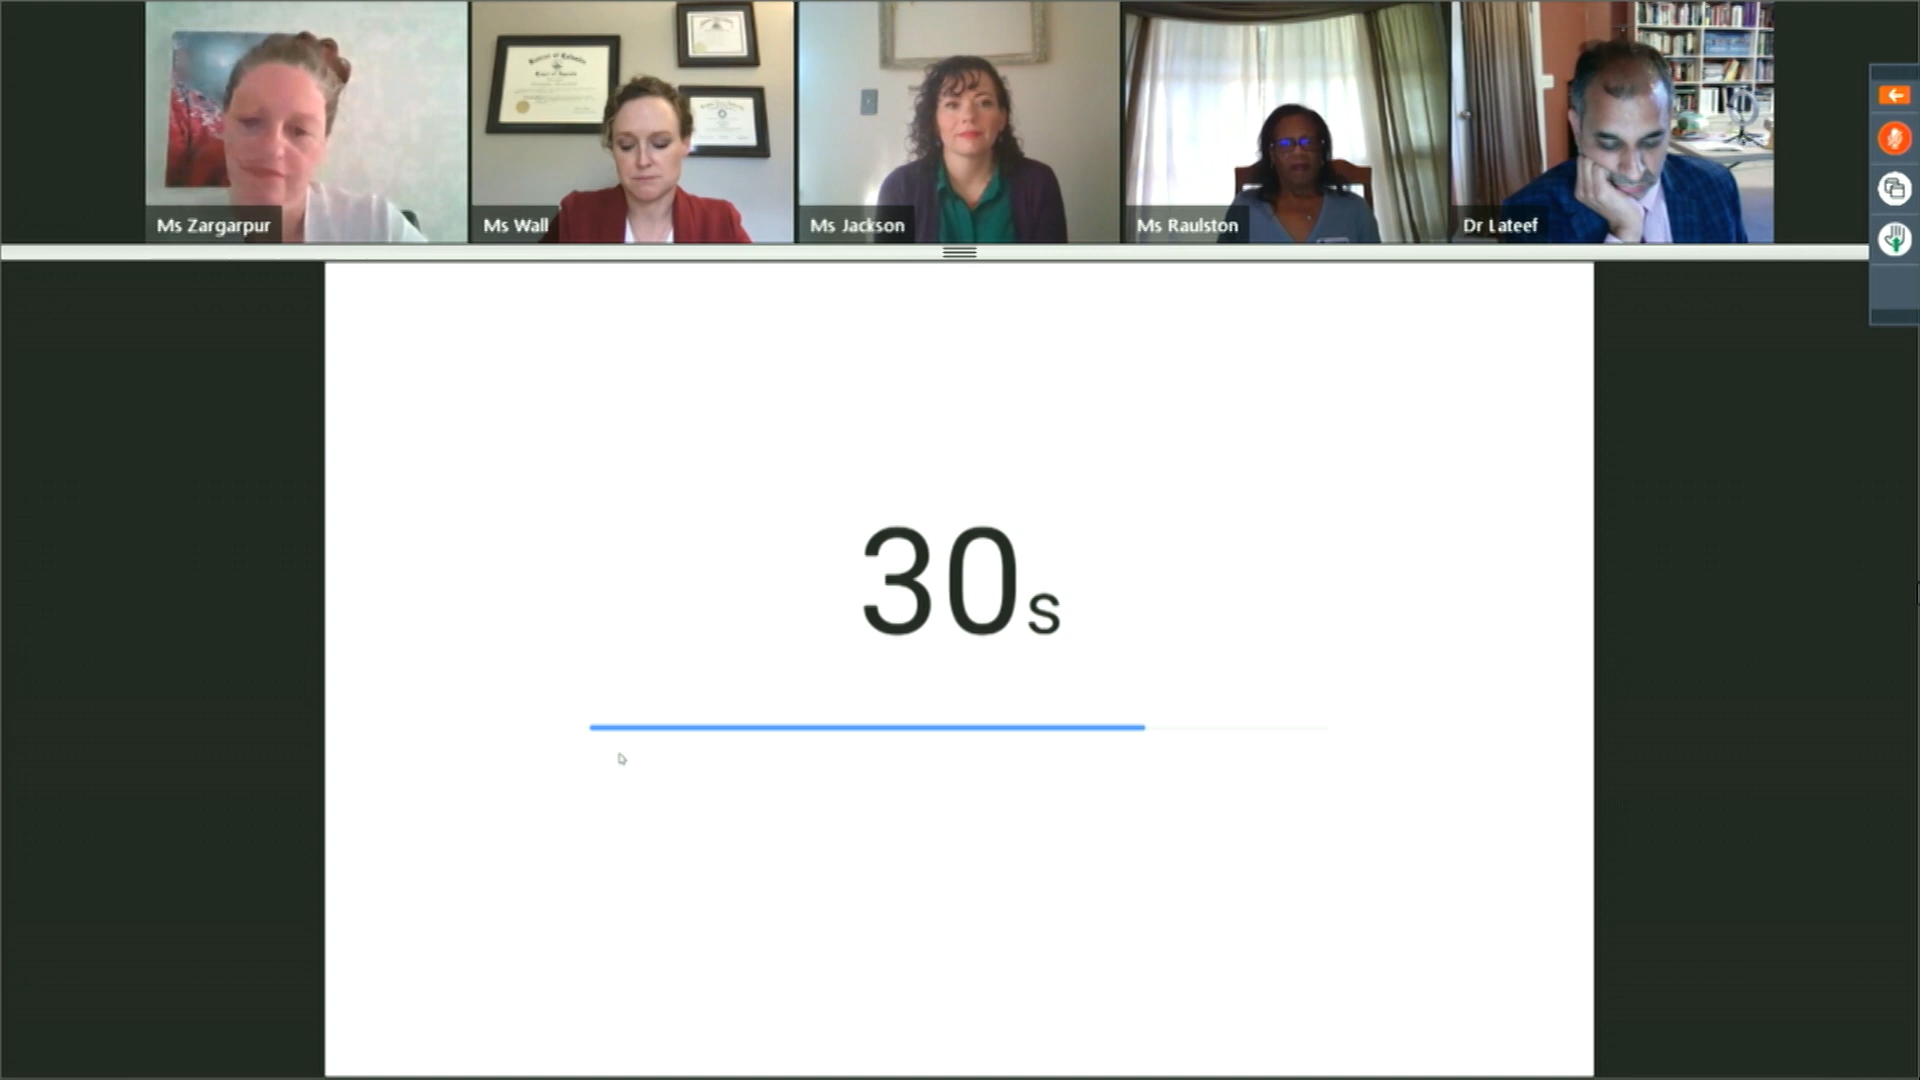 Ms Zargarpur
Ms Wall
Ms Jackson
Ms Raulston
Dr Lateef
30s